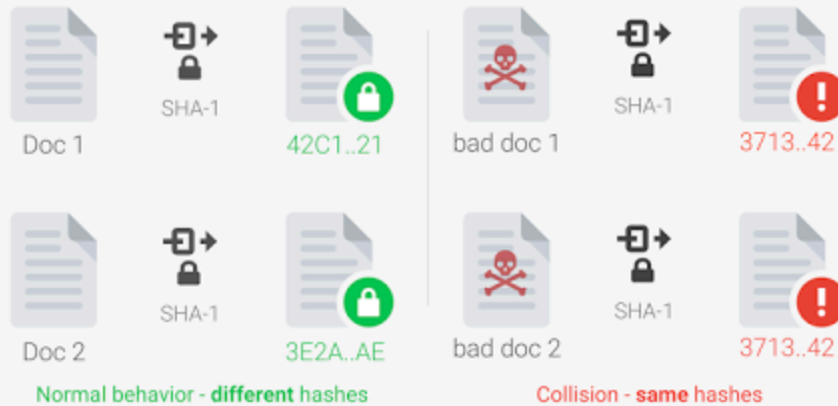 SHA-1
Doc 1
42C1..21
SHA-1
bad doc 1
3713..42
SHA-1
Doc 2
3E2A..AE
SHA-1
bad doc 2
3713..42
Normal behavior - different hashes
Collision - same hashes